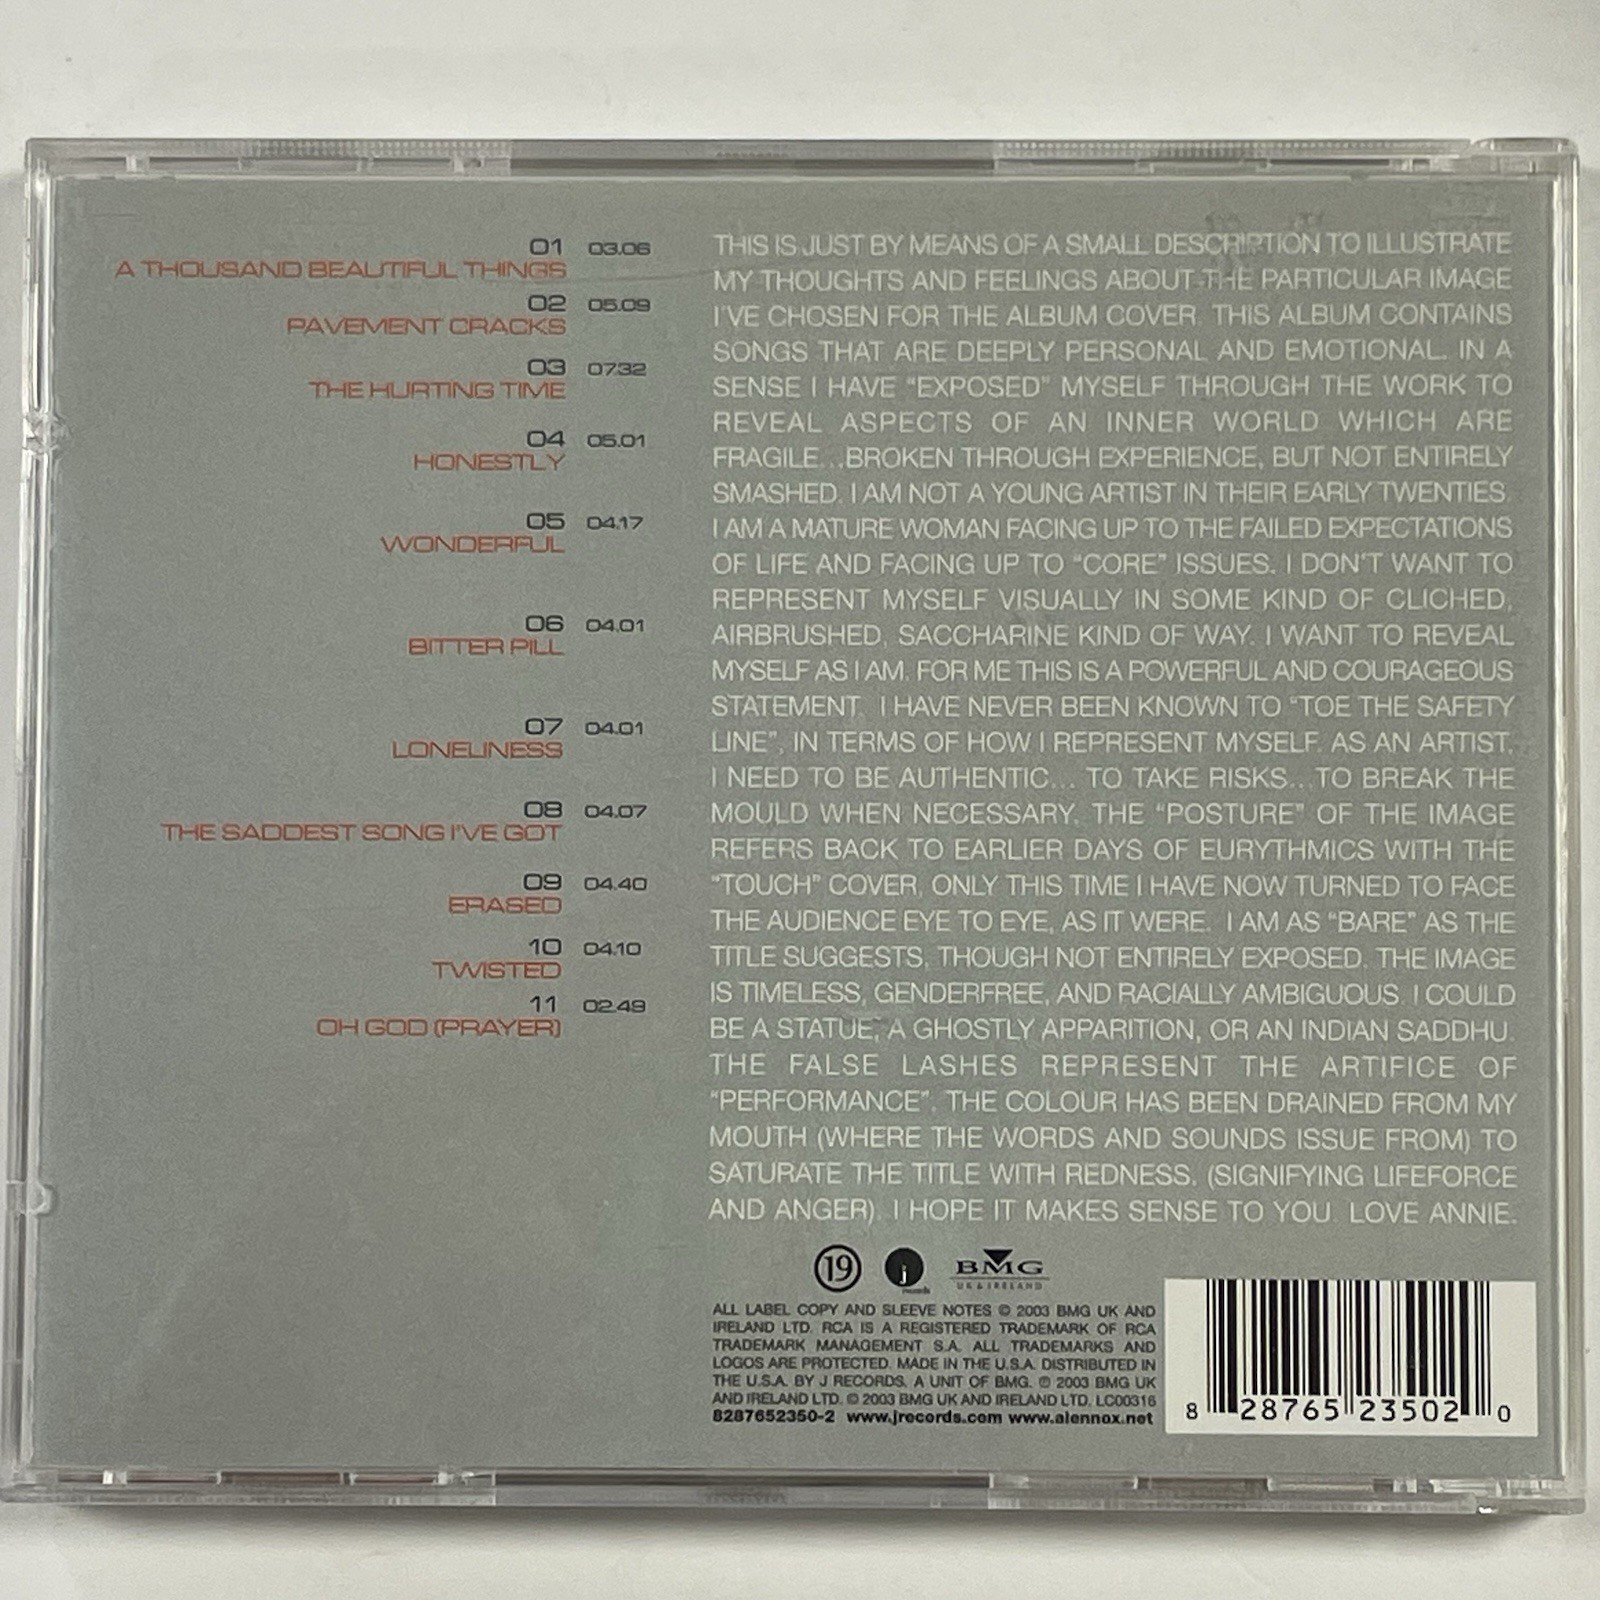 01 03.06
A THOUSAND BEAUTIFUL THINGS
02 05.09
PAVEMENT CRACKS
03 07.32
THE HURTING TIME
04 05.01
HONESTLY
05 04.17
WONDERFUL
06 04.01
BITTER PILL
07 04.01
LONELINESS
08 04.07
THE SADDEST SONG I'VE GOT
09 04.40
ERASED
10 04.10
TWISTED
11 02.49
OH GOD (PRAYER)
THIS IS JUST BY MEANS OF A SMALL DESCRIPTION TO ILLUSTRATE
MY THOUGHTS AND FEELINGS ABOUT THE PARTICULAR IMAGE
I'VE CHOSEN FOR THE ALBUM COVER. THIS ALBUM CONTAINS
SONGS THAT ARE DEEPLY PERSONAL AND EMOTIONAL. IN A
SENSE I HAVE "EXPOSED" MYSELF THROUGH THE WORK TO
REVEAL ASPECTS OF AN INNER WORLD WHICH ARE
FRAGILE...BROKEN THROUGH EXPERIENCE, BUT NOT ENTIRELY
SMASHED. I AM NOT A YOUNG ARTIST IN THEIR EARLY TWENTIES.
I AM A MATURE WOMAN FACING UP TO THE FAILED EXPECTATIONS
OF LIFE AND FACING UP TO "CORE" ISSUES. I DON'T WANT TO
REPRESENT MYSELF VISUALLY IN SOME KIND OF CLICHED,
AIRBRUSHED, SACCHARINE KIND OF WAY. I WANT TO REVEAL
MYSELF AS I AM. FOR ME THIS IS A POWERFUL AND COURAGEOUS
STATEMENT. I HAVE NEVER BEEN KNOWN TO "TOE THE SAFETY
LINE", IN TERMS OF HOW I REPRESENT MYSELF. AS AN ARTIST,
I NEED TO BE AUTHENTIC... TO TAKE RISKS...TO BREAK THE
MOULD WHEN NECESSARY. THE "POSTURE" OF THE IMAGE
REFERS BACK TO EARLIER DAYS OF EURYTHMICS WITH THE
"TOUCH" COVER, ONLY THIS TIME I HAVE NOW TURNED TO FACE
THE AUDIENCE EYE TO EYE, AS IT WERE. I AM AS "BARE" AS THE
TITLE SUGGESTS, THOUGH NOT ENTIRELY EXPOSED. THE IMAGE
IS TIMELESS, GENDERFREE, AND RACIALLY AMBIGUOUS. I COULD
BE A STATUE, A GHOSTLY APPARITION, OR AN INDIAN SADDHU.
THE FALSE LASHES REPRESENT THE ARTIFICE OF
"PERFORMANCE". THE COLOUR HAS BEEN DRAINED FROM MY
MOUTH (WHERE THE WORDS AND SOUNDS ISSUE FROM) TO
SATURATE THE TITLE WITH REDNESS. (SIGNIFYING LIFEFORCE
AND ANGER). I HOPE IT MAKES SENSE TO YOU. LOVE ANNIE.
19 j records BMG
UK & IRELAND
ALL LABEL COPY AND SLEEVE NOTES © 2003 BMG UK AND
IRELAND LTD. RCA IS A REGISTERED TRADEMARK OF RCA
TRADEMARK MANAGEMENT S.A. ALL TRADEMARKS AND
LOGOS ARE PROTECTED. MADE IN THE U.S.A. DISTRIBUTED IN
THE U.S.A. BY J RECORDS, A UNIT OF BMG. ℗ 2003 BMG UK
AND IRELAND LTD. © 2003 BMG UK AND IRELAND LTD. LC00316
8287652350-2 www.jrecords.com www.alennox.net
8 28765 23502 0